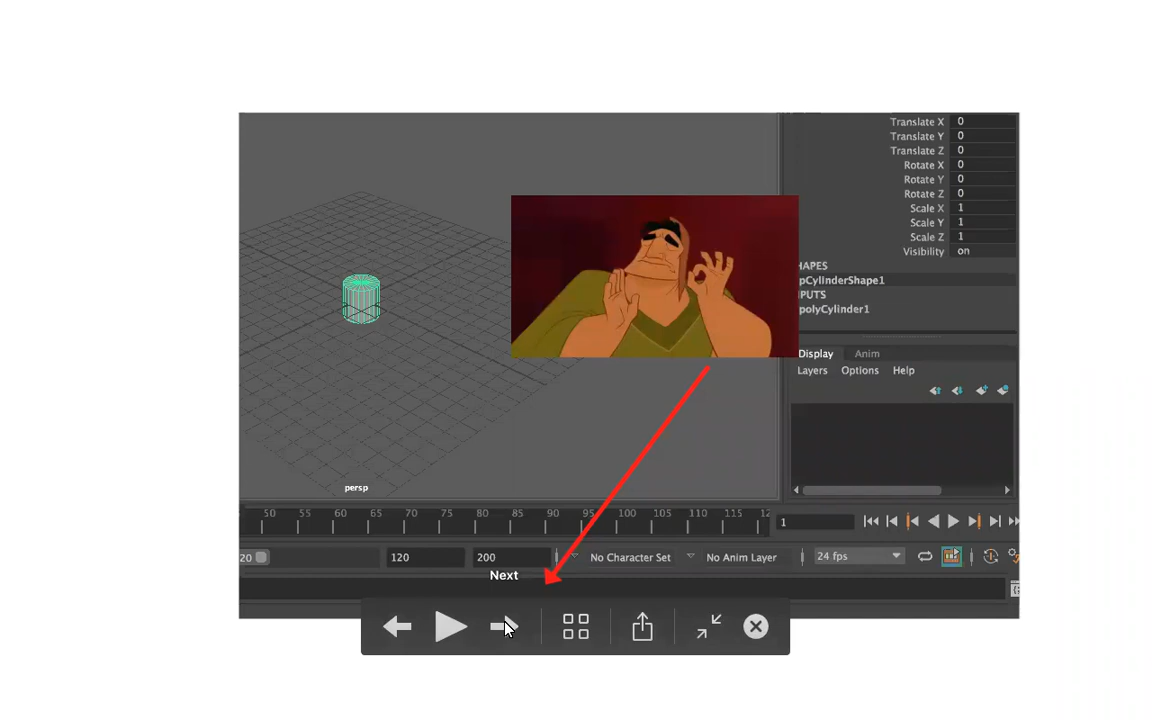 Translate X 0
Translate Y 0
Translate Z 0
Rotate X 0
Rotate Y 0
Rotate Z 0
Scale X 1
Scale Y 1
Scale Z 1
Visibility on
HAPES
pCylinderShape1
PUTS
polyCylinder1
Display Anim
Layers Options Help
persp
50 55 60 65 70 75 80 85 90 95 100 105 110 115 12
1
20 120 200 No Character Set No Anim Layer 24 fps
Next